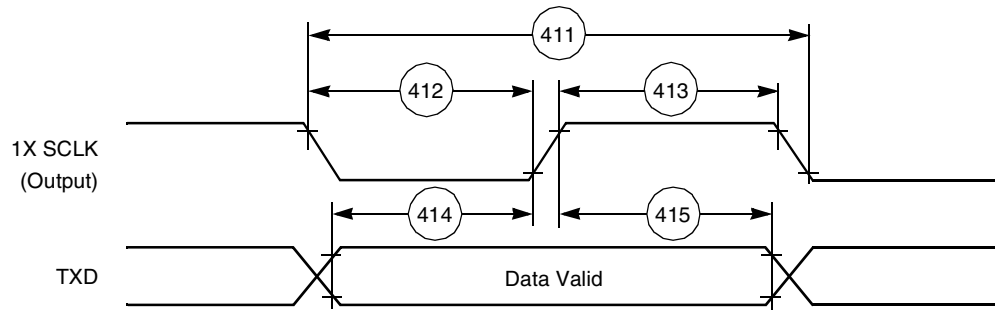 411
412
413
1X SCLK
(Output)
414
415
TXD
Data Valid